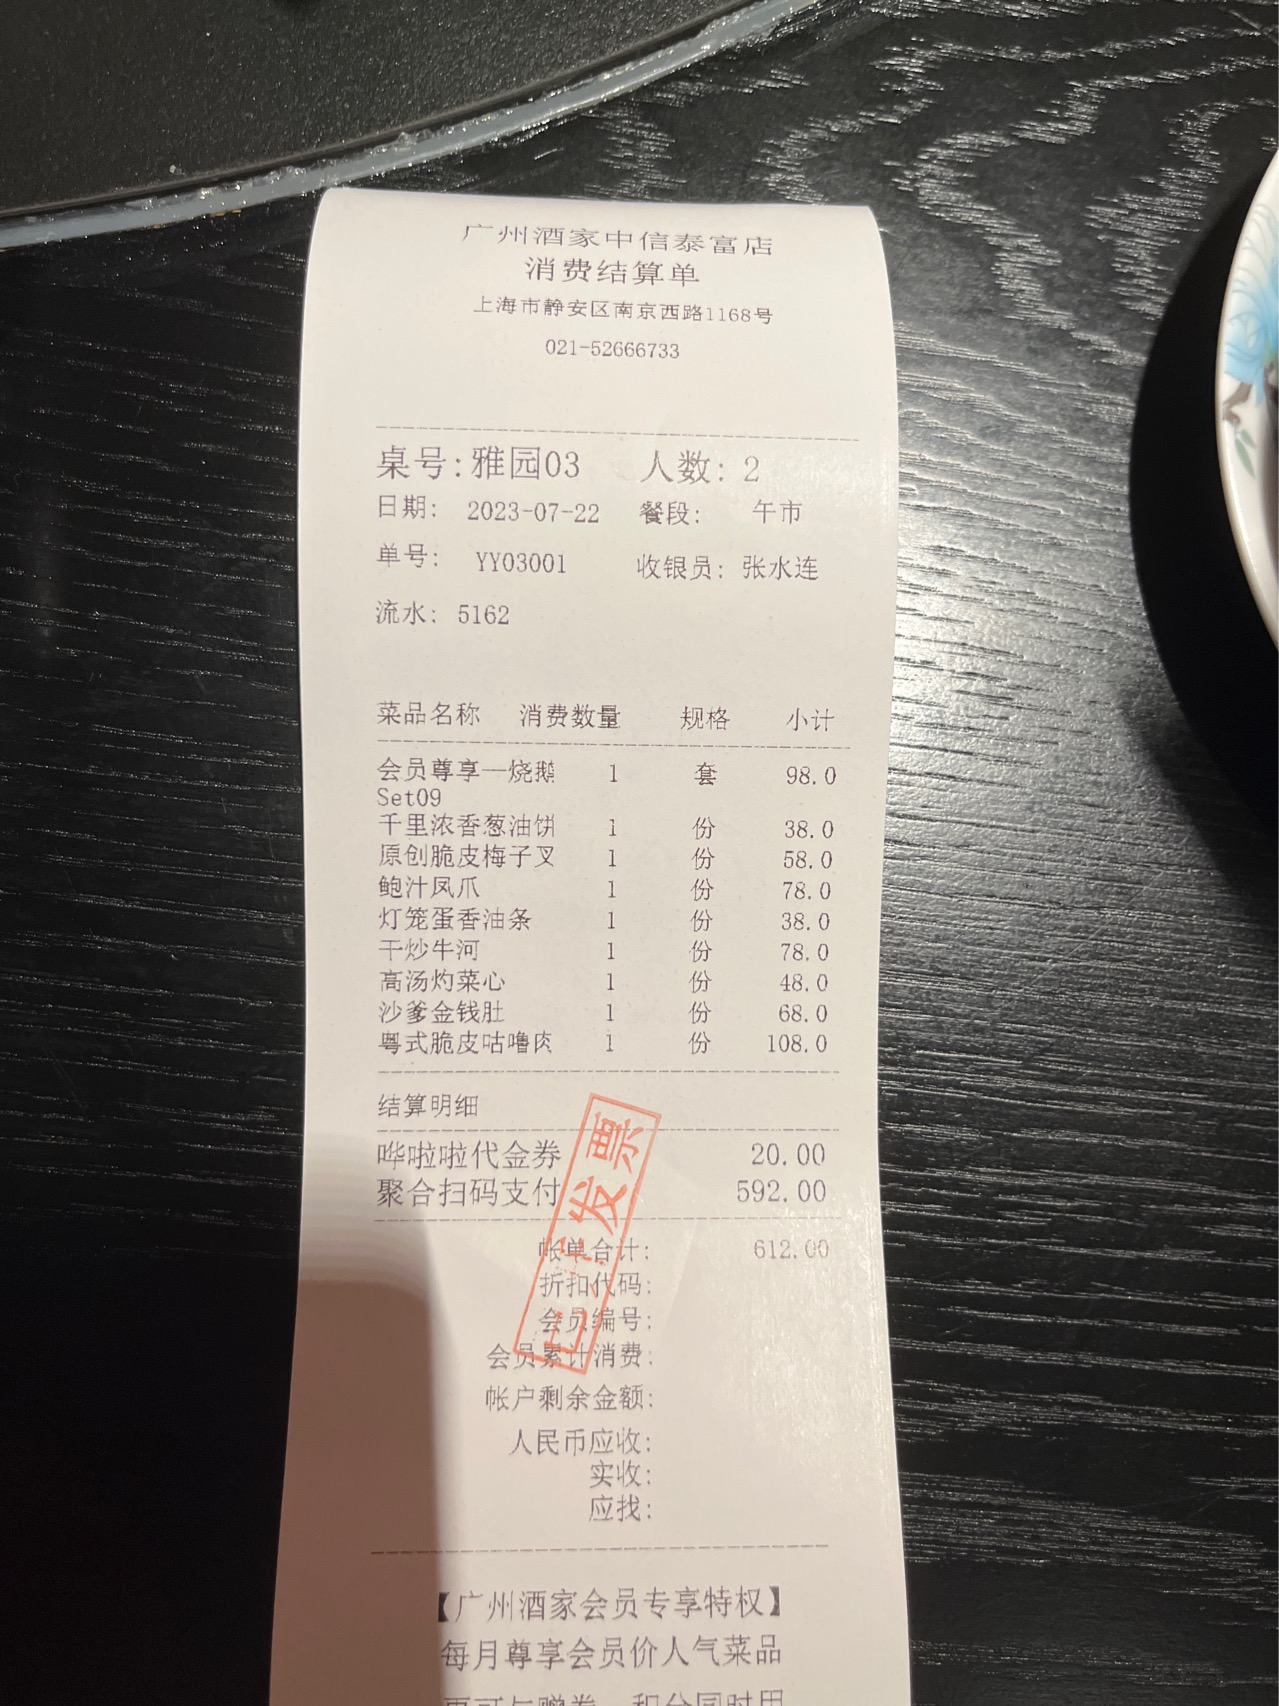 广州酒家中信泰富店
消费结算单
上海市静安区南京西路1168号
021-52666733
桌号:雅园03 人数: 2
日期: 2023-07-22 餐段: 午市
单号: YY03001 收银员: 张水连
流水: 5162
菜品名称 消费数量 规格 小计
会员尊享一烧鹅 1 套 98.0
Set09
千里浓香葱油饼 1 份 38.0
原创脆皮梅子叉 1 份 58.0
鲍汁凤爪 1 份 78.0
灯笼蛋香油条 1 份 38.0
干炒牛河 1 份 78.0
高汤灼菜心 1 份 48.0
沙爹金钱肚 1 份 68.0
粤式脆皮咕噜肉 1 份 108.0
结算明细
哗啦啦代金券 20.00
聚合扫码支付 592.00
已开发票
帐单合计: 612.00
折扣代码:
会员编号:
会员累计消费:
帐户剩余金额:
人民币应收:
实收:
应找:
【广州酒家会员专享特权】
每月尊享会员价人气菜品
更可与赠券、积分同时用